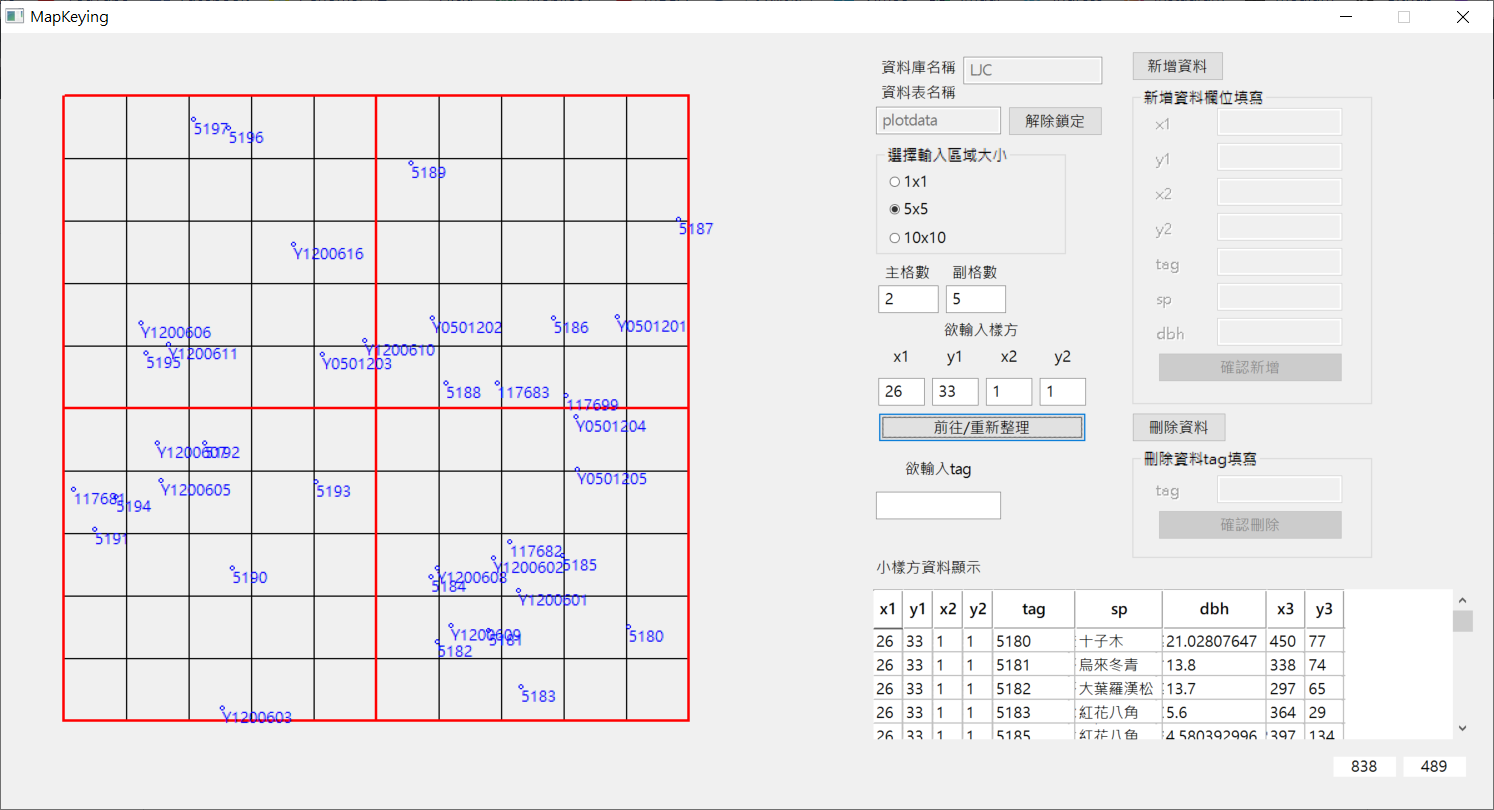 MapKeying
5197
5196
5189
5187
Y1200616
Y1200606
Y1200611
5195
Y0501202
5186
Y0501201
Y1200610
Y0501203
5188
117683
117699
Y0501204
Y1200607
5192
Y0501205
Y1200605
5193
117681
5194
5191
5190
117682
Y1200602
5185
Y1200608
5184
Y1200601
Y1200609
5181
5180
5182
5183
Y1200603
資料庫名稱 LJC
資料表名稱
plotdata 解除鎖定
選擇輸入區域大小
1x1
5x5
10x10
主格數 副格數
2 5
欲輸入樣方
x1 y1 x2 y2
26 33 1 1
前往/重新整理
欲輸入tag
新增資料
新增資料欄位填寫
x1
y1
x2
y2
tag
sp
dbh
確認新增
刪除資料
刪除資料tag填寫
tag
確認刪除
小樣方資料顯示
x1 y1 x2 y2 tag sp dbh x3 y3
26 33 1 1 5180 十子木 21.02807647 450 77
26 33 1 1 5181 烏來冬青 13.8 338 74
26 33 1 1 5182 大葉羅漢松 13.7 297 65
26 33 1 1 5183 紅花八角 5.6 364 29
26 33 1 1 5185 紅花八角 4.580392996 397 134
838 489